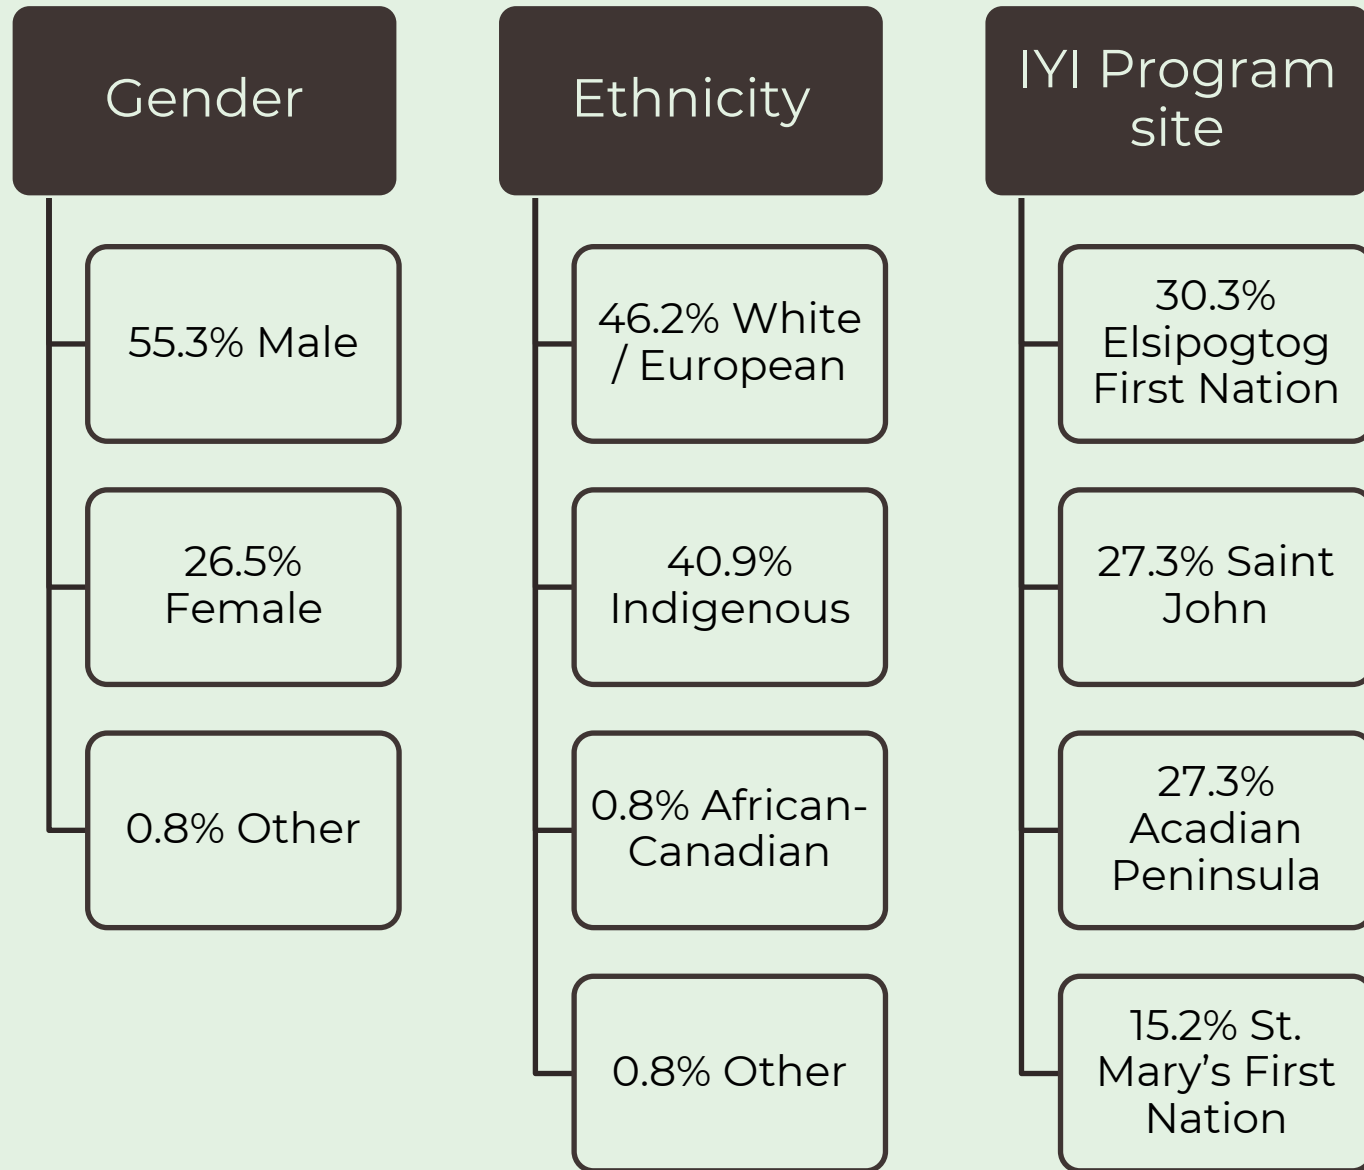 Gender
55.3% Male
26.5%
Female
0.8% Other
Ethnicity
46.2% White
/ European
40.9%
Indigenous
0.8% African-
Canadian
0.8% Other
IYI Program
site
30.3%
Elsipogtog
First Nation
27.3% Saint
John
27.3%
Acadian
Peninsula
15.2% St.
Mary’s First
Nation